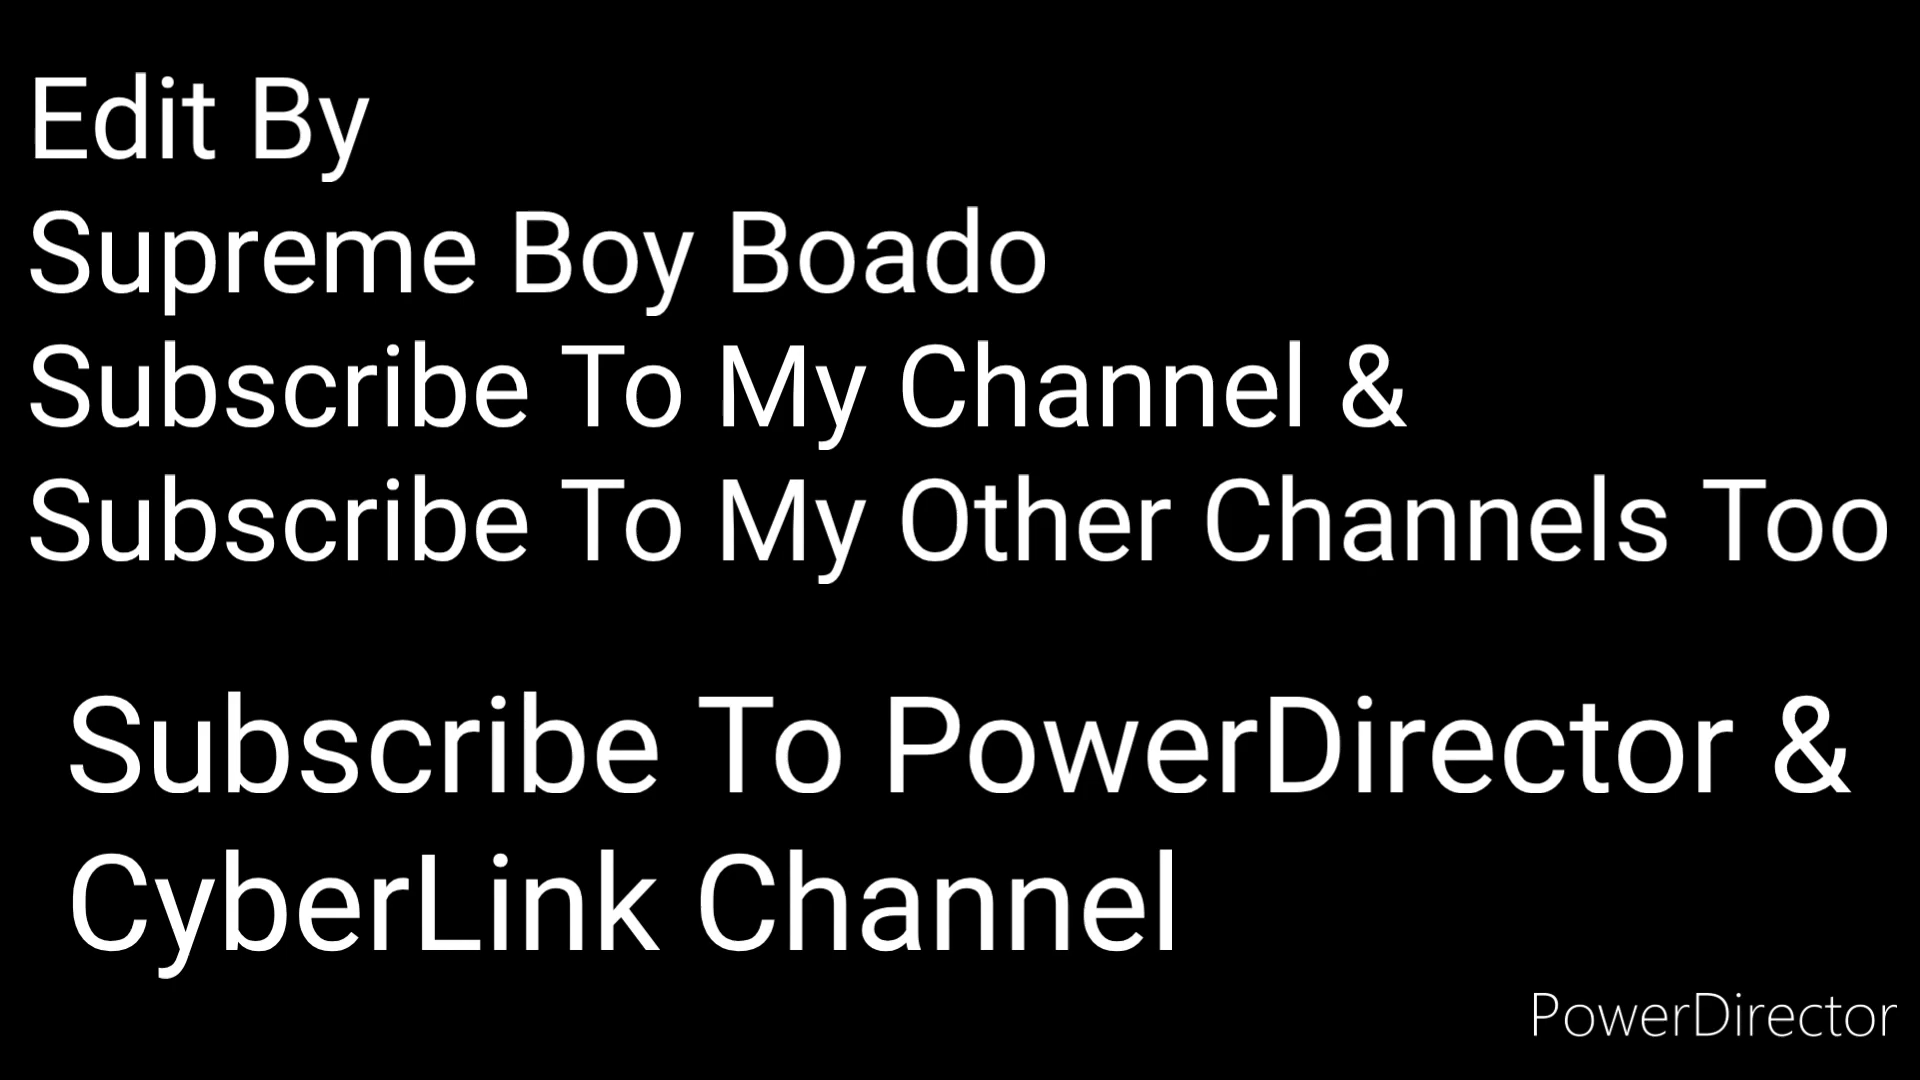 Edit By
Supreme Boy Boado
Subscribe To My Channel &
Subscribe To My Other Channels Too
Subscribe To PowerDirector &
CyberLink Channel
PowerDirector